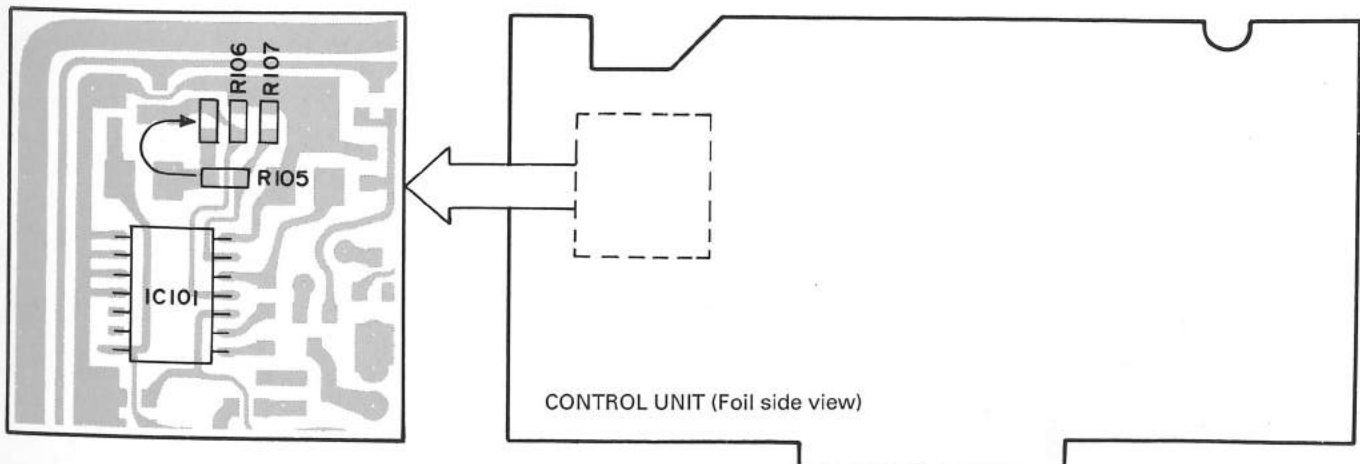 R106
R107
R105
IC101
CONTROL UNIT (Foil side view)